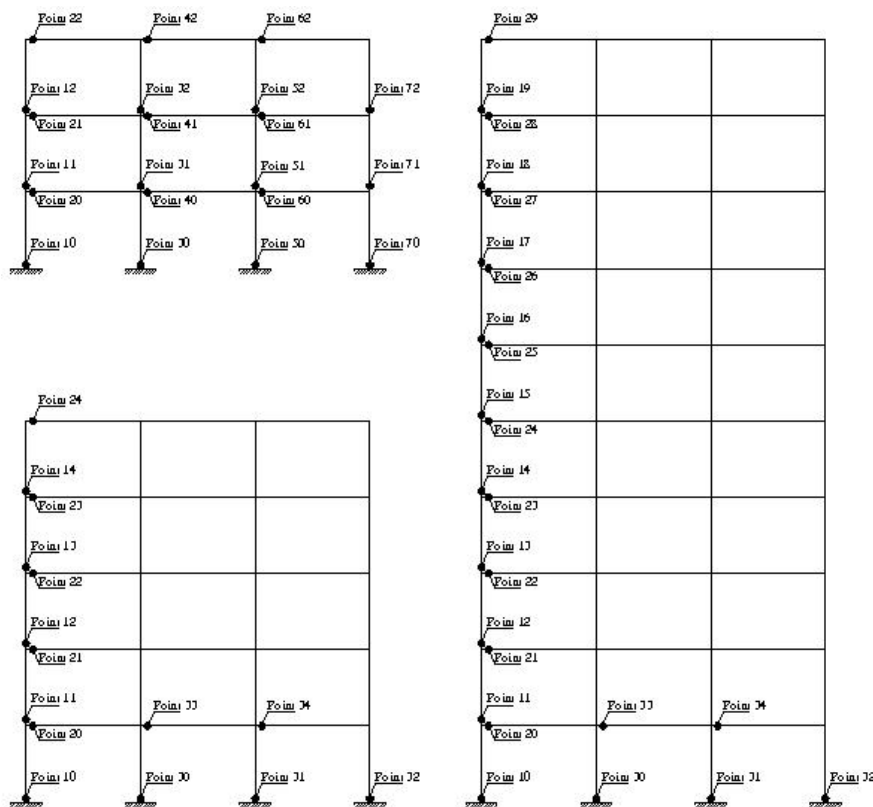 Point 22
Point 42
Point 62
Point 12
Point 32
Point 52
Point 72
Point 21
Point 41
Point 61
Point 11
Point 31
Point 51
Point 71
Point 20
Point 40
Point 60
Point 10
Point 30
Point 50
Point 70
Point 24
Point 14
Point 23
Point 13
Point 22
Point 12
Point 21
Point 11
Point 33
Point 34
Point 20
Point 10
Point 30
Point 31
Point 32
Point 29
Point 19
Point 28
Point 18
Point 27
Point 17
Point 26
Point 16
Point 25
Point 15
Point 24
Point 14
Point 23
Point 13
Point 22
Point 12
Point 21
Point 11
Point 33
Point 34
Point 20
Point 10
Point 30
Point 31
Point 32